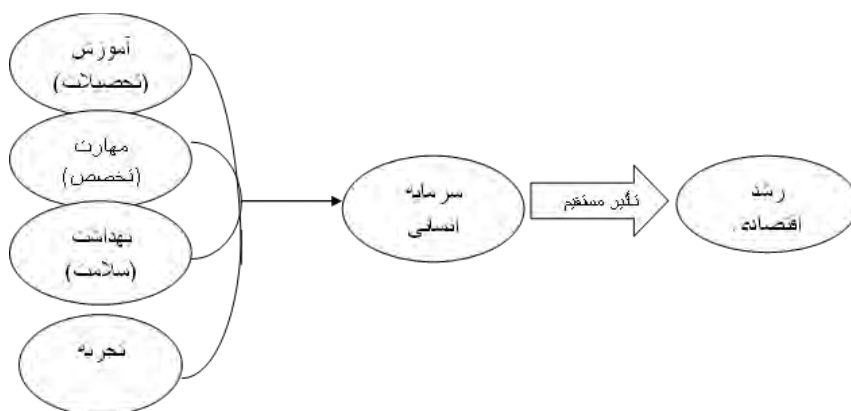 آموزش
(تحصیلات)
مهارت
(تخصص)
بهداشت
(سلامت)
تجربه
سرمایه
انسانی
تأثیر مستقیم
رشد
اقتصادی